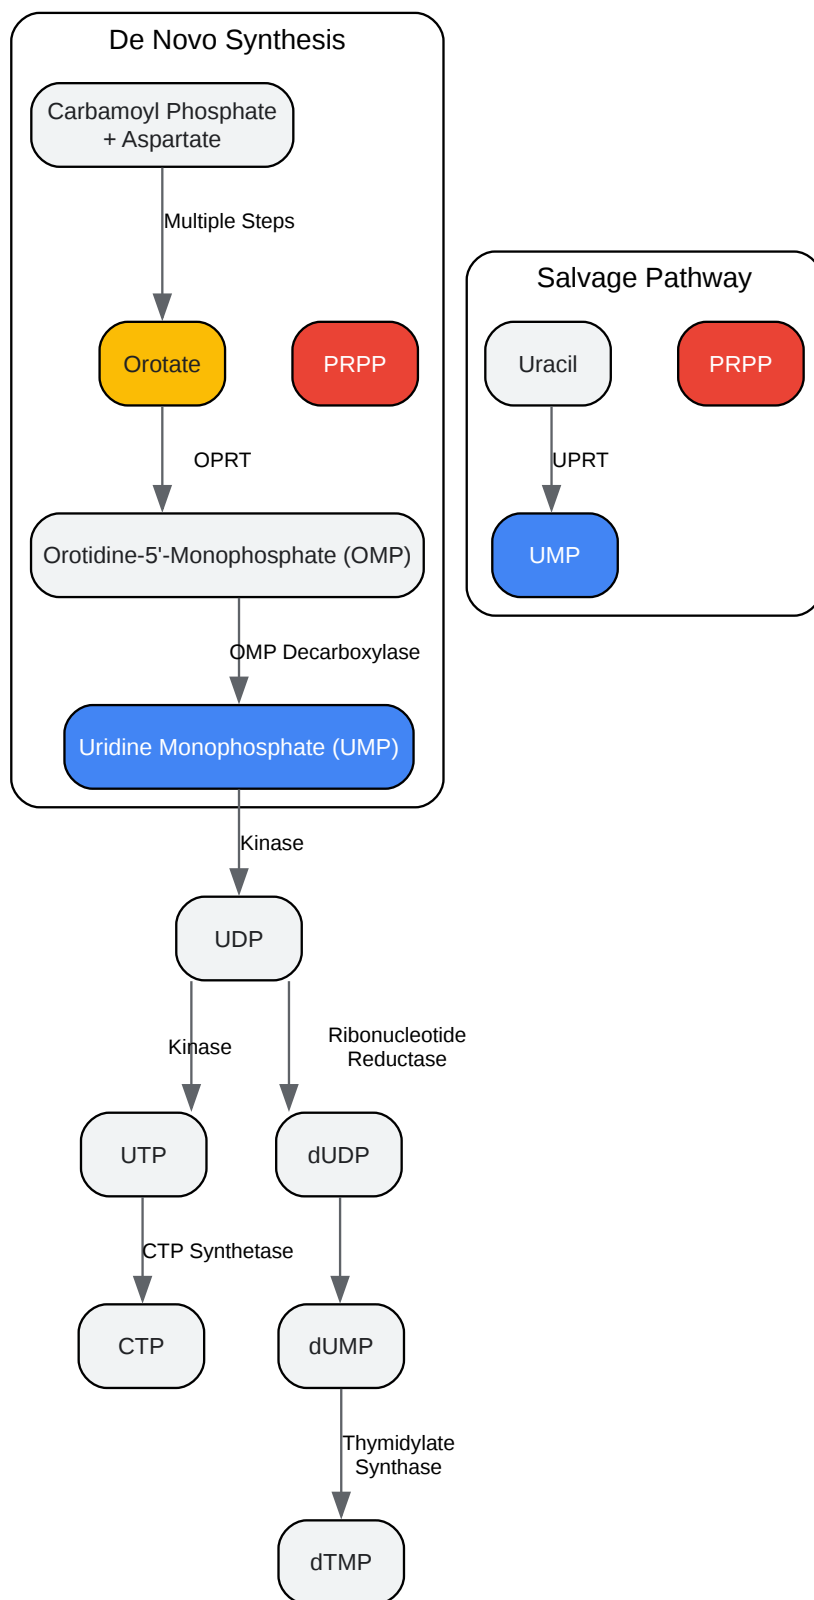 De Novo Synthesis
Carbamoyl Phosphate
+ Aspartate
Multiple Steps
Orotate
PRPP
OPRT
Orotidine-5'-Monophosphate (OMP)
OMP Decarboxylase
Uridine Monophosphate (UMP)
Salvage Pathway
Uracil
PRPP
UPRT
UMP
Kinase
UDP
Kinase
Ribonucleotide
Reductase
UTP
dUDP
CTP Synthetase
CTP
dUMP
Thymidylate
Synthase
dTMP